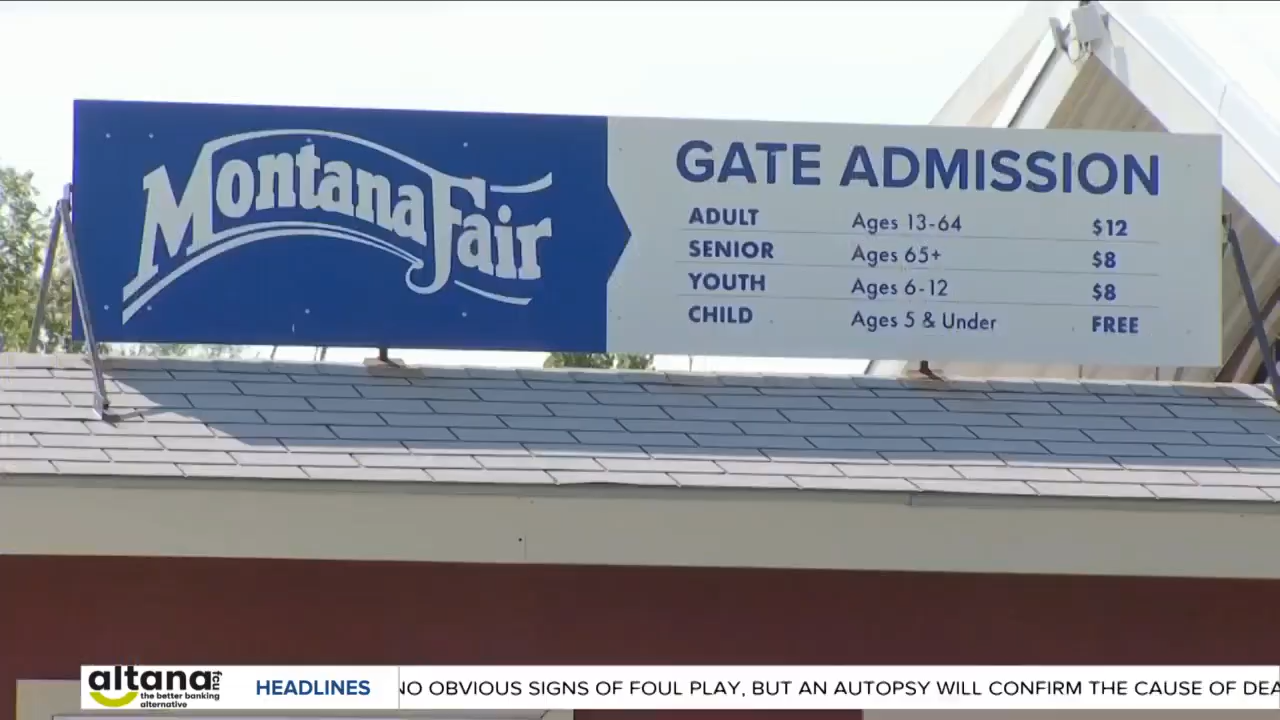 MontanaFair
GATE ADMISSION
ADULT Ages 13-64 $12
SENIOR Ages 65+ $8
YOUTH Ages 6-12 $8
CHILD Ages 5 & Under FREE
altana fcu
the better banking
alternative
HEADLINES
NO OBVIOUS SIGNS OF FOUL PLAY, BUT AN AUTOPSY WILL CONFIRM THE CAUSE OF DEA